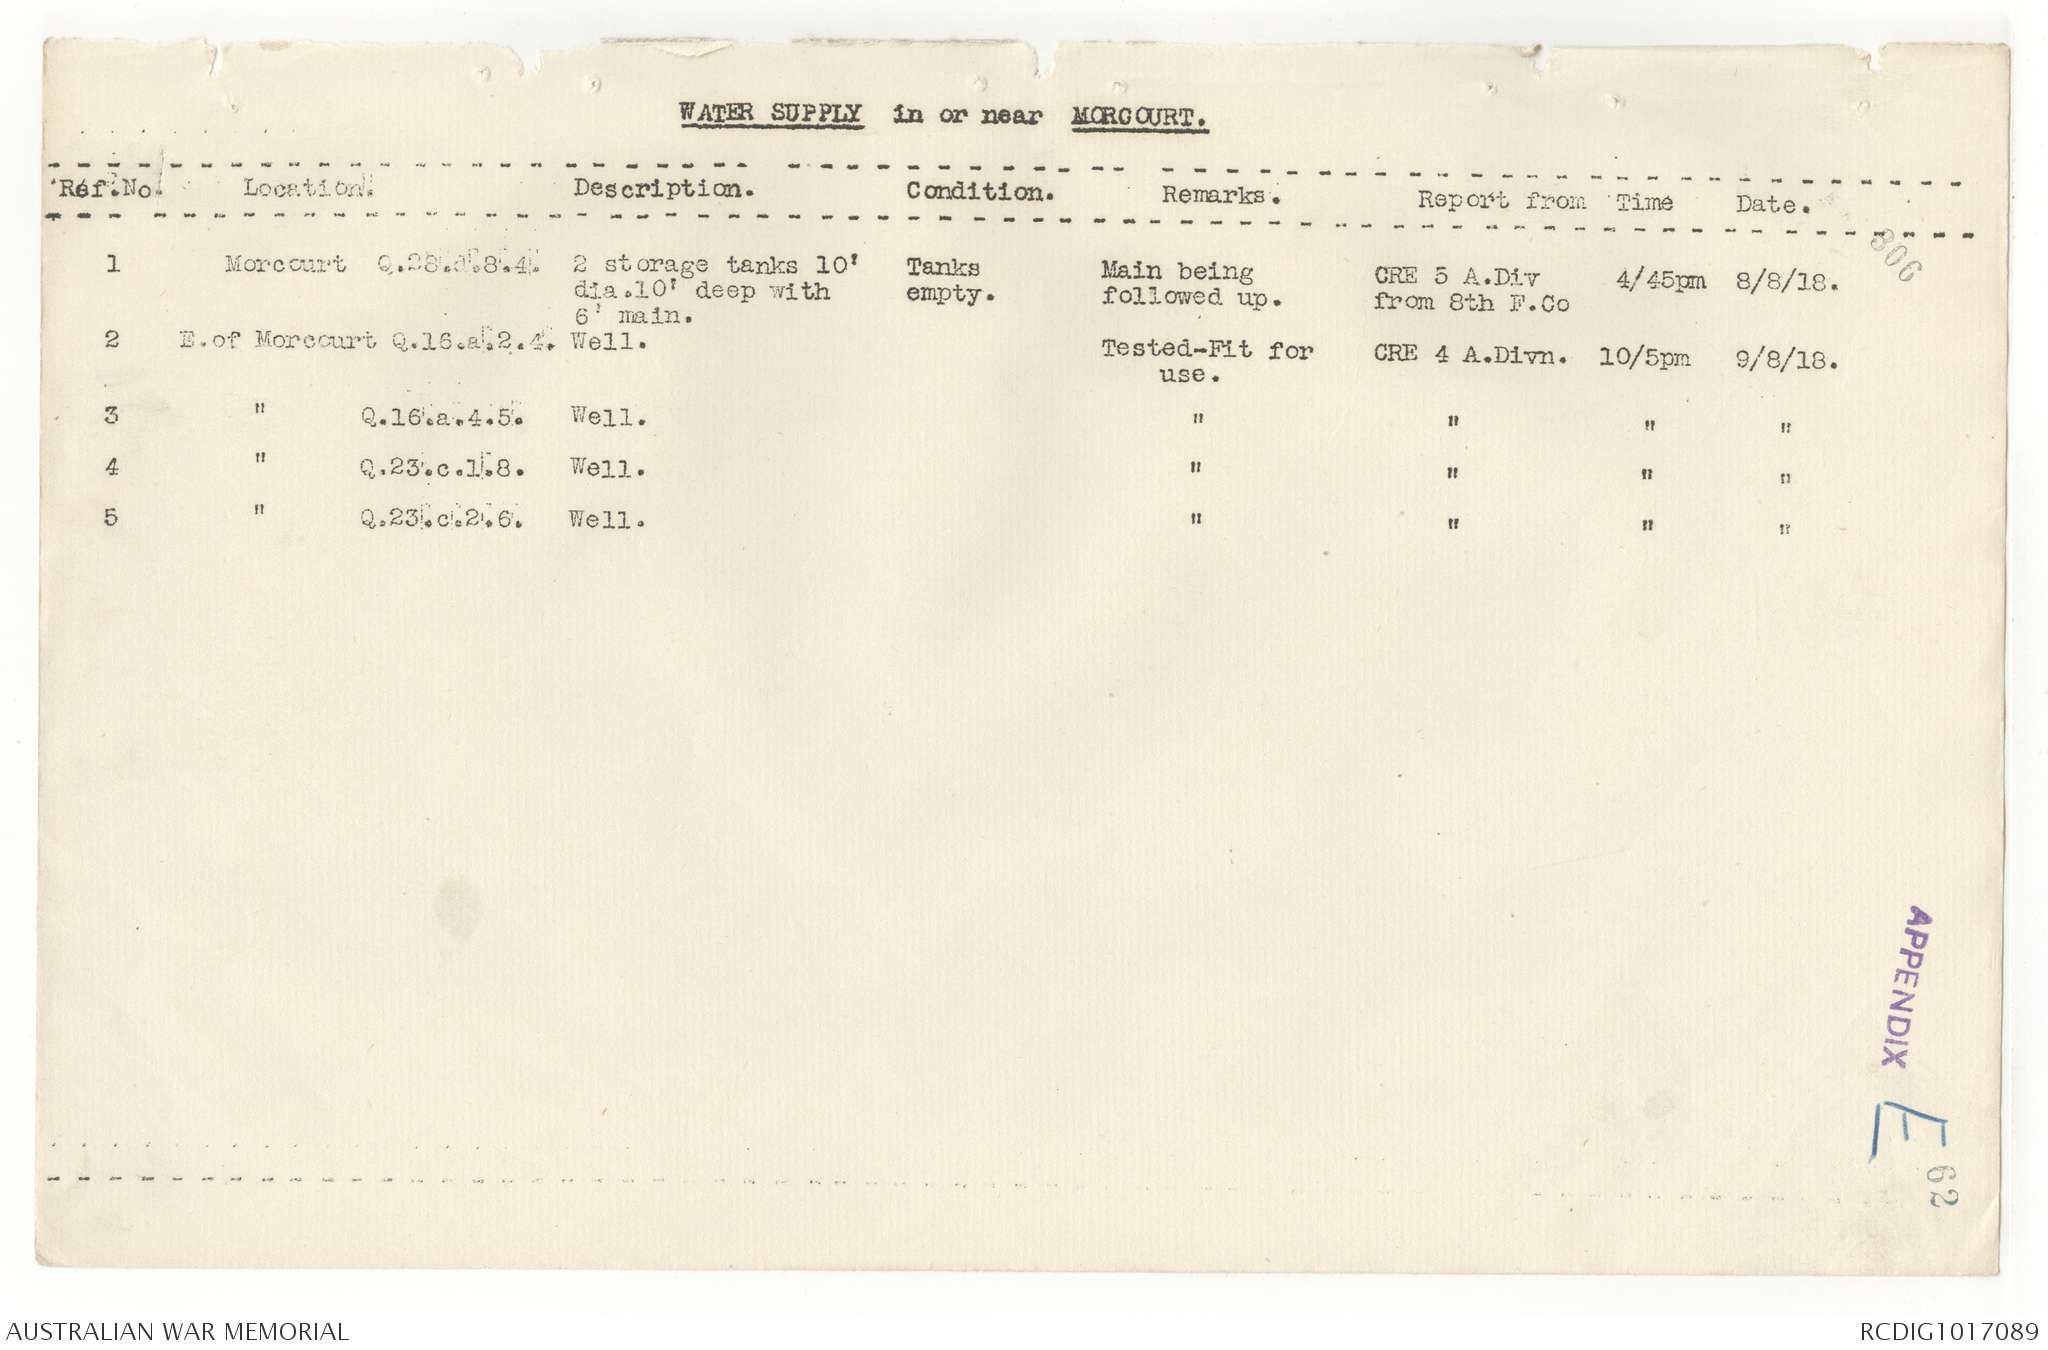 WATER SUPPLY in or near MORCOURT.
Ref.No. Location. Description. Condition. Remarks. Report from Time Date.
306
1 Morcourt Q.28.d.8.4. 2 storage tanks 10' Tanks Main being CRE 5 A.Div 4/45pm 8/8/18.
dia.10' deep with empty. followed up. from 8th F.Co
6' main.
2 E.of Morcourt Q.16.a.2.4. Well. Tested-Fit for CRE 4 A.Divn. 10/5pm 9/8/18.
use.
3 " Q.16.a.4.5. Well. " " " "
4 " Q.23.c.1.8. Well. " " " "
5 " Q.23.c.2.6. Well. " " " "
APPENDIX E
62
AUSTRALIAN WAR MEMORIAL RCDIG1017089